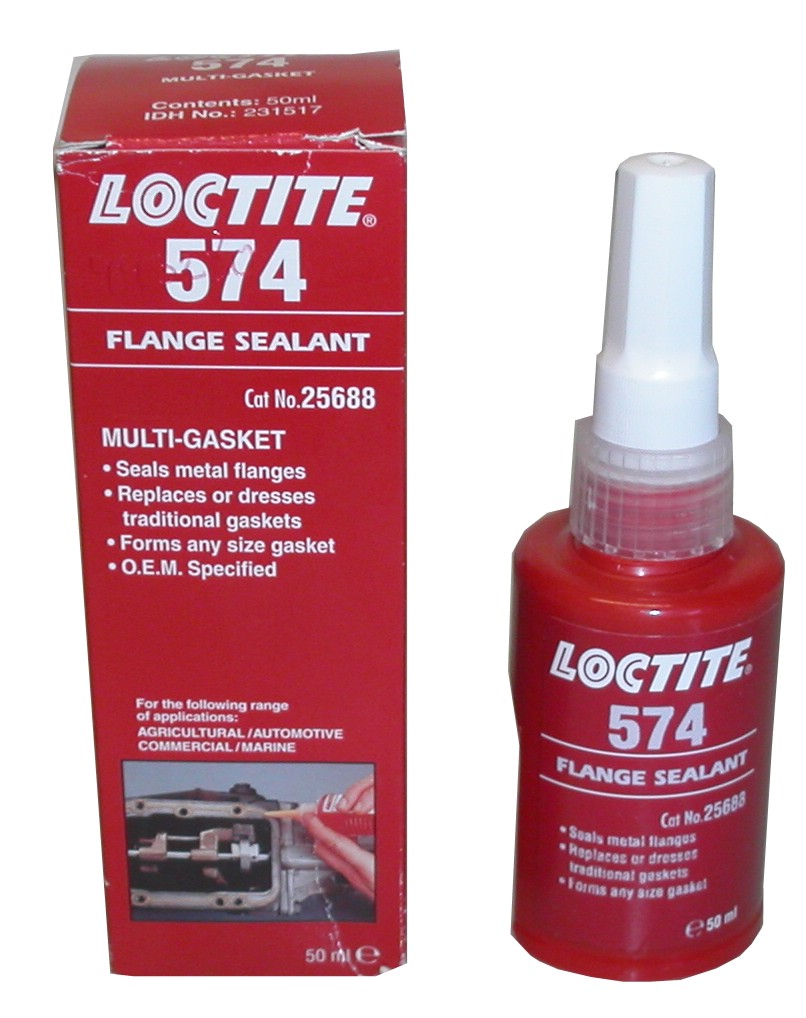 574
MULTI-GASKET
Contents: 50ml
IDH No.: 231517
LOCTITE®
574
FLANGE SEALANT
Cat No.25688
MULTI-GASKET
• Seals metal flanges
• Replaces or dresses
traditional gaskets
• Forms any size gasket
• O.E.M. Specified
For the following range
of applications:
AGRICULTURAL/AUTOMOTIVE
COMMERCIAL/MARINE
50 ml ℮
LOCTITE®
574
FLANGE SEALANT
Cat No.25688
• Seals metal flanges
• Replaces or dresses
traditional gaskets
• Forms any size gasket
℮ 50 ml